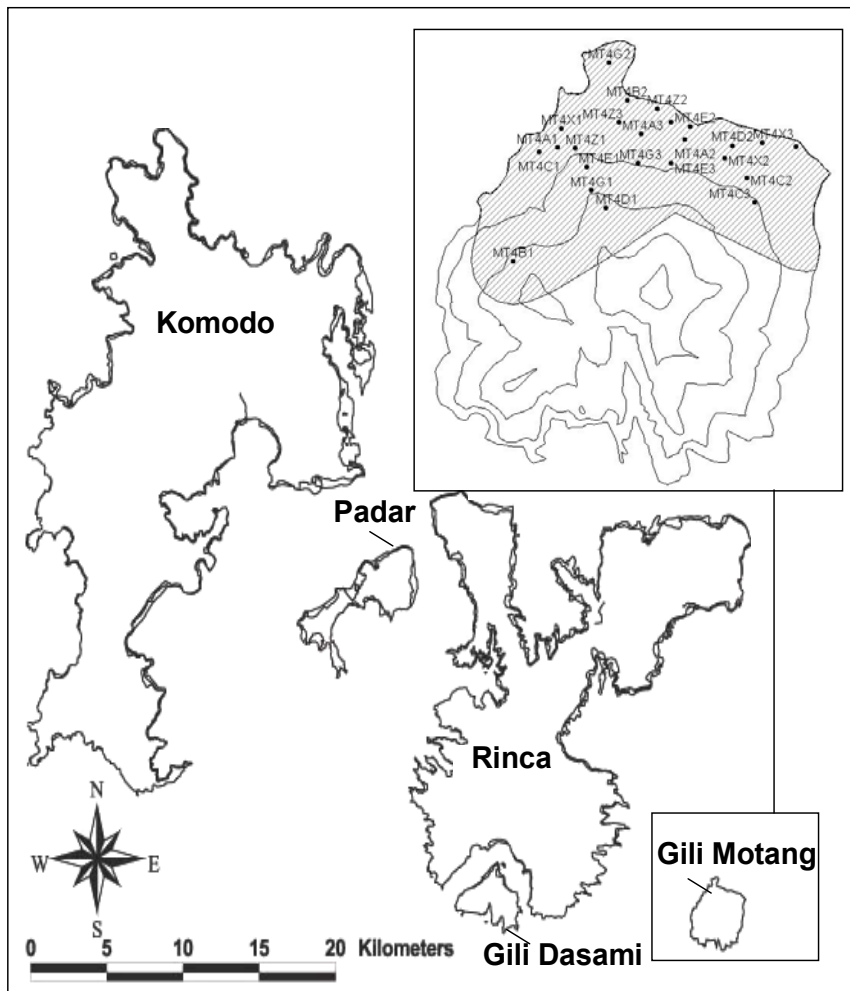 MT4G2
MT4B2
MT4Z2
MT4X1
MT4Z3
MT4E2
MT4A3
MT4A1
MT4Z1
MT4D2
MT4X3
MT4C1
MT4E1
MT4G3
MT4A2
MT4X2
MT4E3
MT4G1
MT4C2
MT4D1
MT4C3
MT4B1
Komodo
Padar
Rinca
N
W E
S
Gili Motang
0 5 10 15 20 Kilometers
Gili Dasami